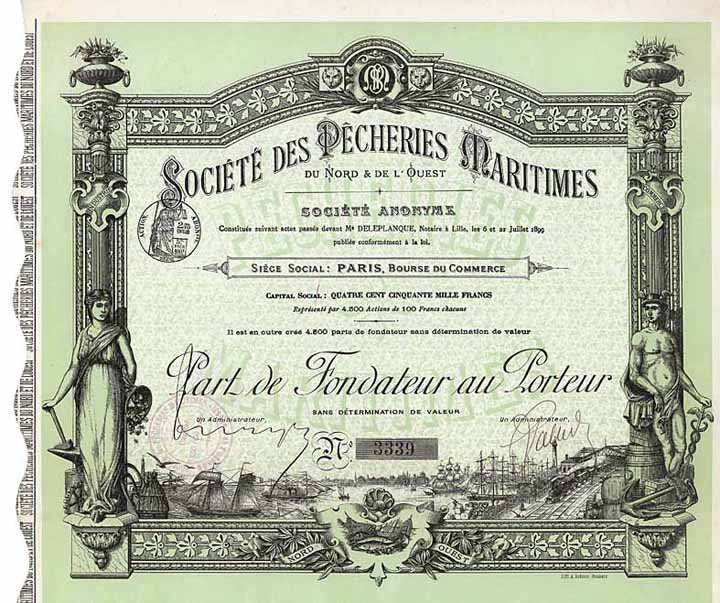 SOCIÉTÉ DES PÊCHERIES MARITIMES
DU NORD & DE L'OUEST
SOCIÉTÉ ANONYME
Constituée suivant actes passés devant Me DELEPLANQUE, Notaire à Lille, les 6 et 22 Juillet 1899
publiée conformément à la loi.
SIÈGE SOCIAL: PARIS, BOURSE DU COMMERCE
CAPITAL SOCIAL: QUATRE CENT CINQUANTE MILLE FRANCS
Représenté par 4.500 Actions de 100 Francs chacune
Il est en outre créé 4.500 parts de fondateur sans détermination de valeur
Part de Fondateur au Porteur
SANS DÉTERMINATION DE VALEUR
Un Administrateur,
Un Administrateur,
No 3339
NORD
OUEST